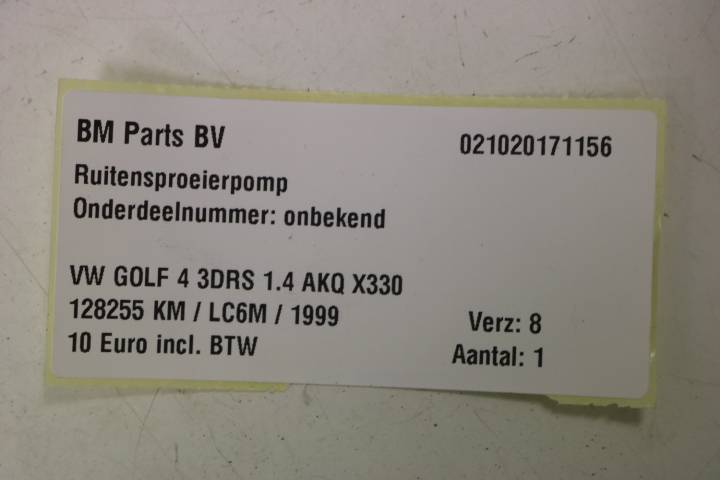 BM Parts BV 021020171156
Ruitensproeierpomp
Onderdeelnummer: onbekend
VW GOLF 4 3DRS 1.4 AKQ X330
128255 KM / LC6M / 1999 Verz: 8
10 Euro incl. BTW Aantal: 1